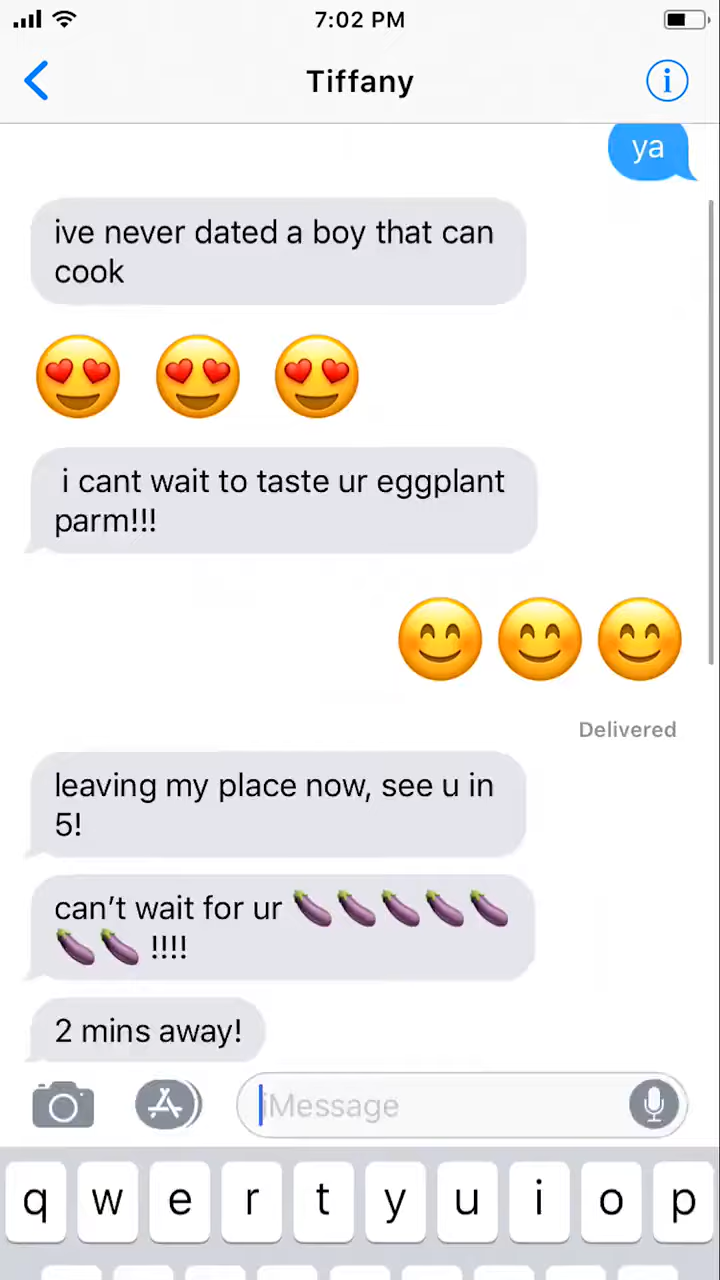 7:02 PM
Tiffany
ya
ive never dated a boy that can
cook
😍 😍 😍
i cant wait to taste ur eggplant
parm!!!
😊😊😊
Delivered
leaving my place now, see u in
5!
can’t wait for ur 🍆🍆🍆🍆🍆
🍆🍆 !!!!
2 mins away!
iMessage
q w e r t y u i o p